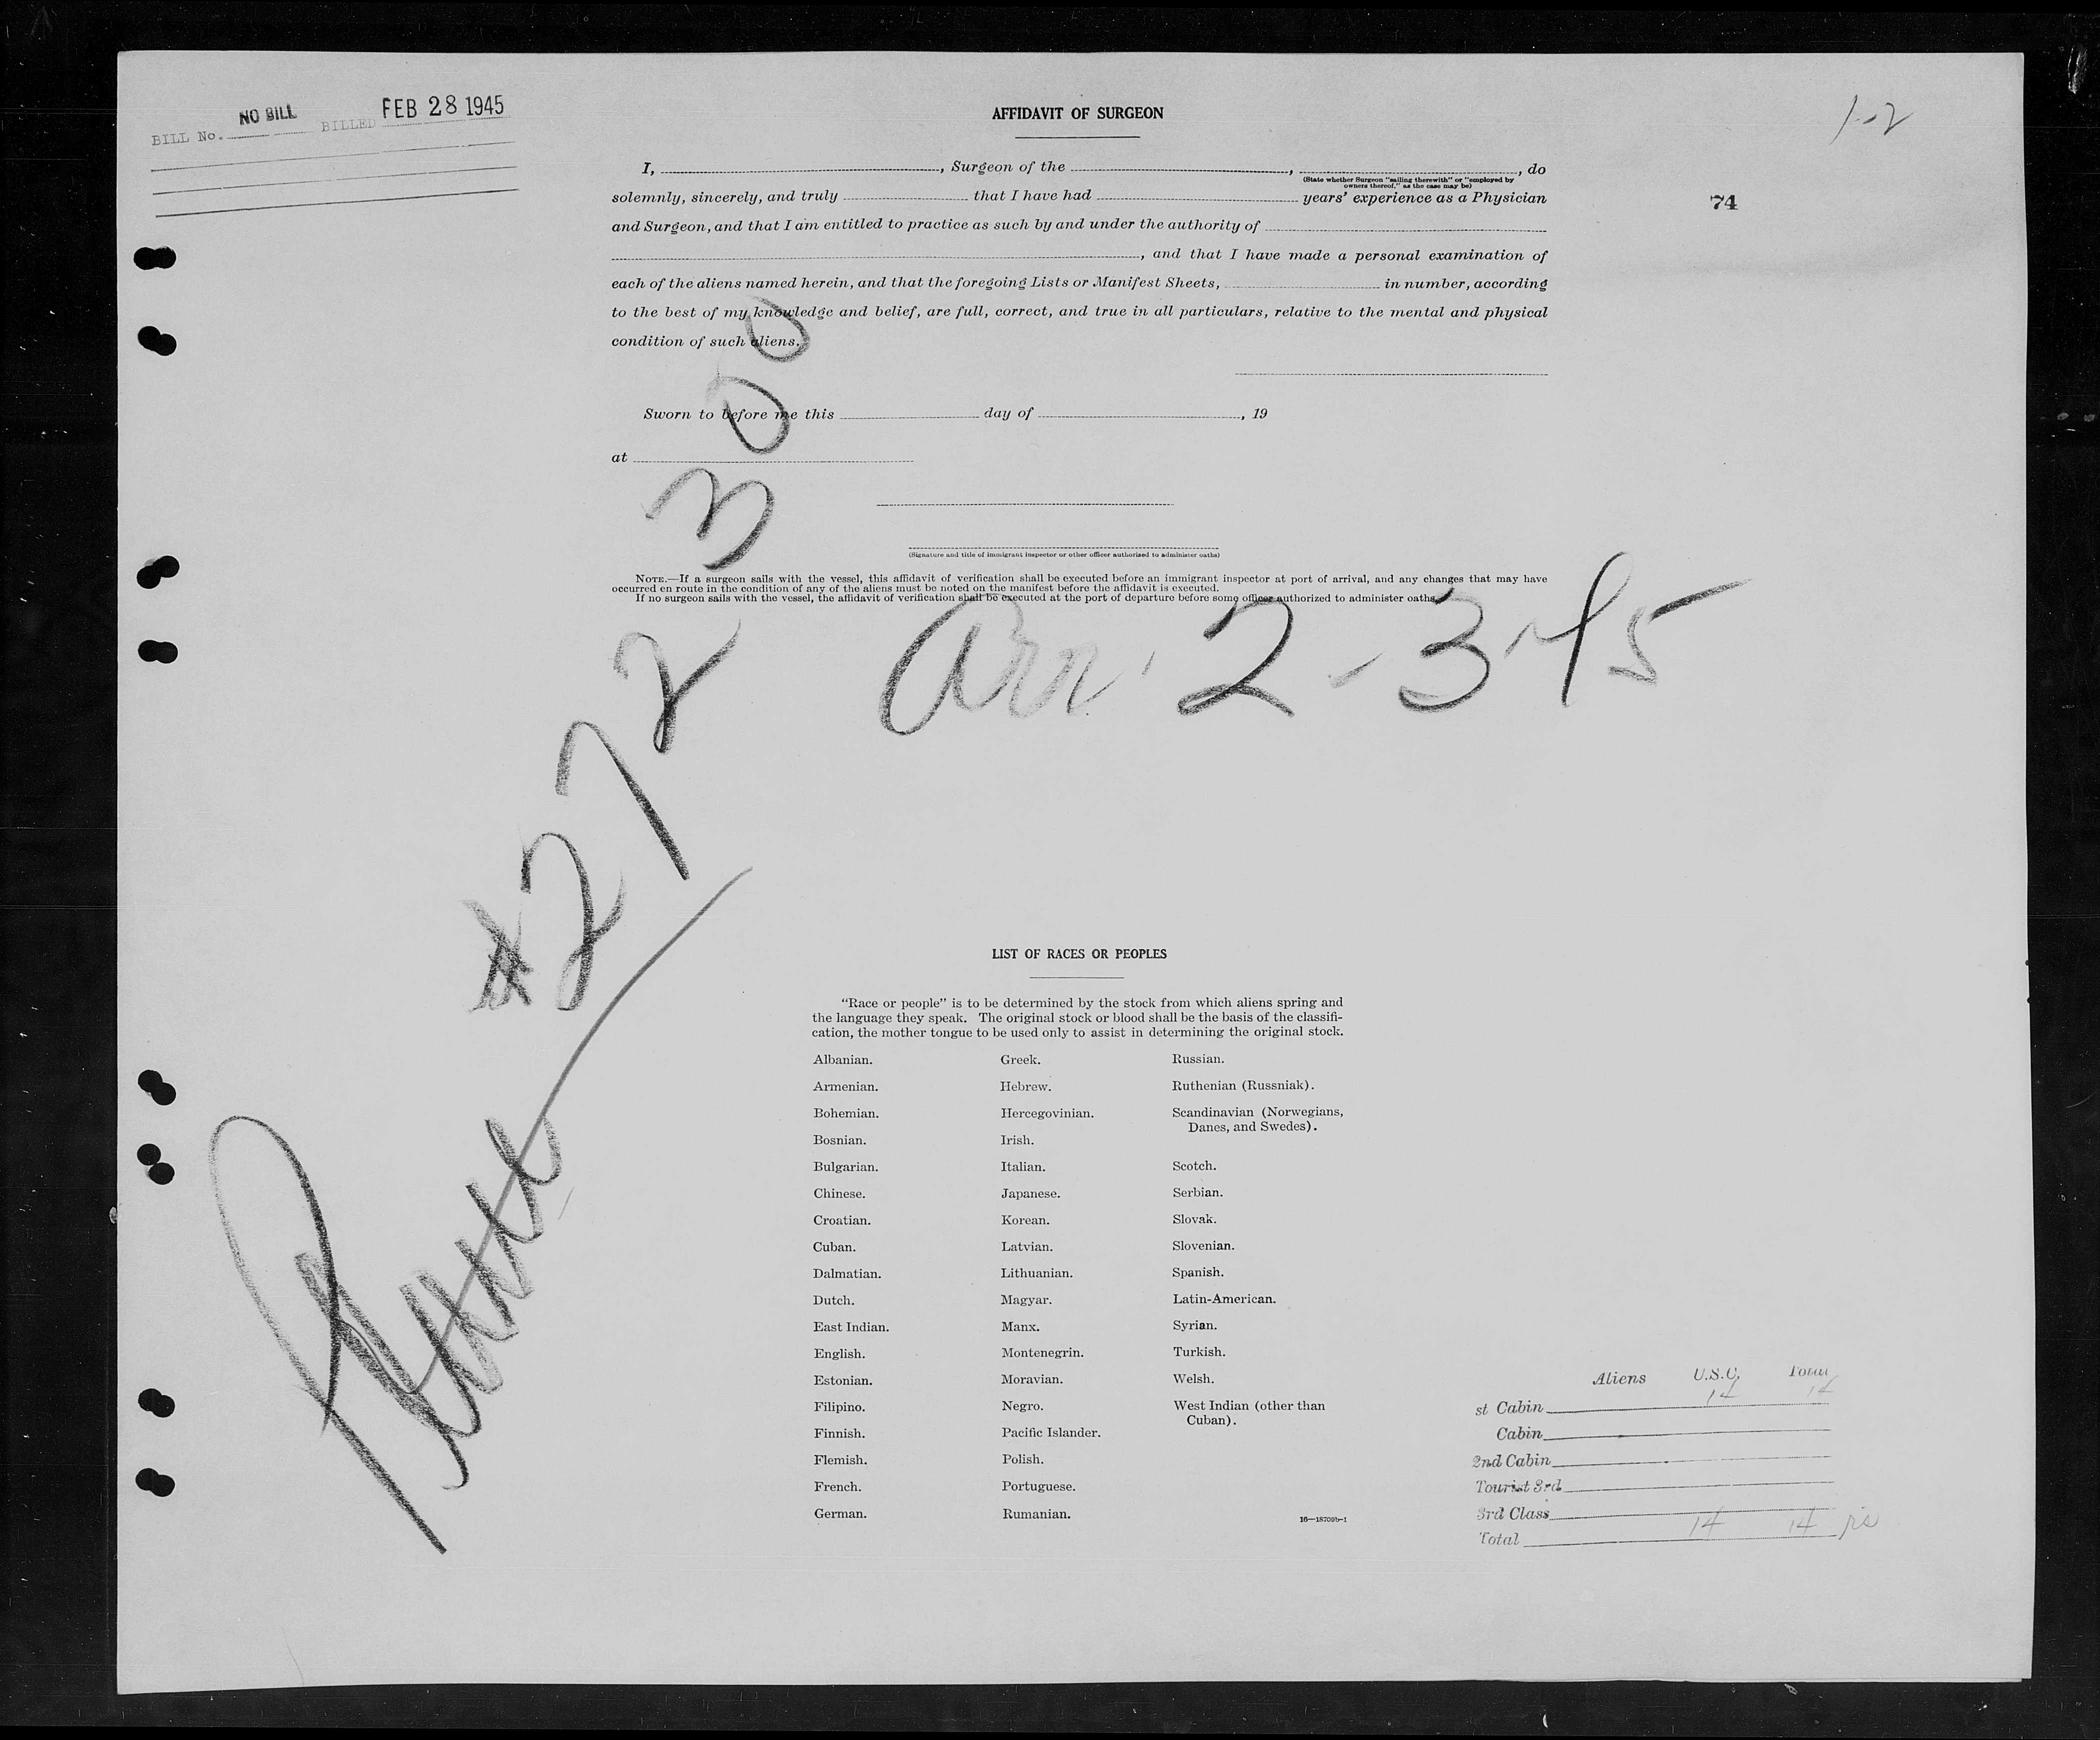 BILL No. NO BILL BILLED FEB 28 1945
1-2
74
AFFIDAVIT OF SURGEON
I, , Surgeon of the , , do
(State whether Surgeon "sailing therewith" or "employed by
owners thereof," as the case may be)
solemnly, sincerely, and truly that I have had years' experience as a Physician
and Surgeon, and that I am entitled to practice as such by and under the authority of
, and that I have made a personal examination of
each of the aliens named herein, and that the foregoing Lists or Manifest Sheets, in number, according
to the best of my knowledge and belief, are full, correct, and true in all particulars, relative to the mental and physical
condition of such aliens.
Sworn to before me this day of , 19
at
(Signature and title of immigrant inspector or other officer authorized to administer oaths)
NOTE.—If a surgeon sails with the vessel, this affidavit of verification shall be executed before an immigrant inspector at port of arrival, and any changes that may have
occurred en route in the condition of any of the aliens must be noted on the manifest before the affidavit is executed.
If no surgeon sails with the vessel, the affidavit of verification shall be executed at the port of departure before some officer authorized to administer oaths.
Arr. 2-3-45
#272300
LIST OF RACES OR PEOPLES
"Race or people" is to be determined by the stock from which aliens spring and
the language they speak. The original stock or blood shall be the basis of the classifi-
cation, the mother tongue to be used only to assist in determining the original stock.
Albanian. Greek. Russian.
Armenian. Hebrew. Ruthenian (Russniak).
Bohemian. Hercegovinian. Scandinavian (Norwegians,
Danes, and Swedes).
Bosnian. Irish.
Bulgarian. Italian. Scotch.
Chinese. Japanese. Serbian.
Croatian. Korean. Slovak.
Cuban. Latvian. Slovenian.
Dalmatian. Lithuanian. Spanish.
Dutch. Magyar. Latin-American.
East Indian. Manx. Syrian.
English. Montenegrin. Turkish.
Estonian. Moravian. Welsh.
Filipino. Negro. West Indian (other than
Cuban).
Finnish. Pacific Islander.
Flemish. Polish.
French. Portuguese.
German. Rumanian.
16—18709b-1
Aliens U.S.C. Total
st Cabin 14 14
Cabin
2nd Cabin
Tourist 3rd
3rd Class
Total 14 14